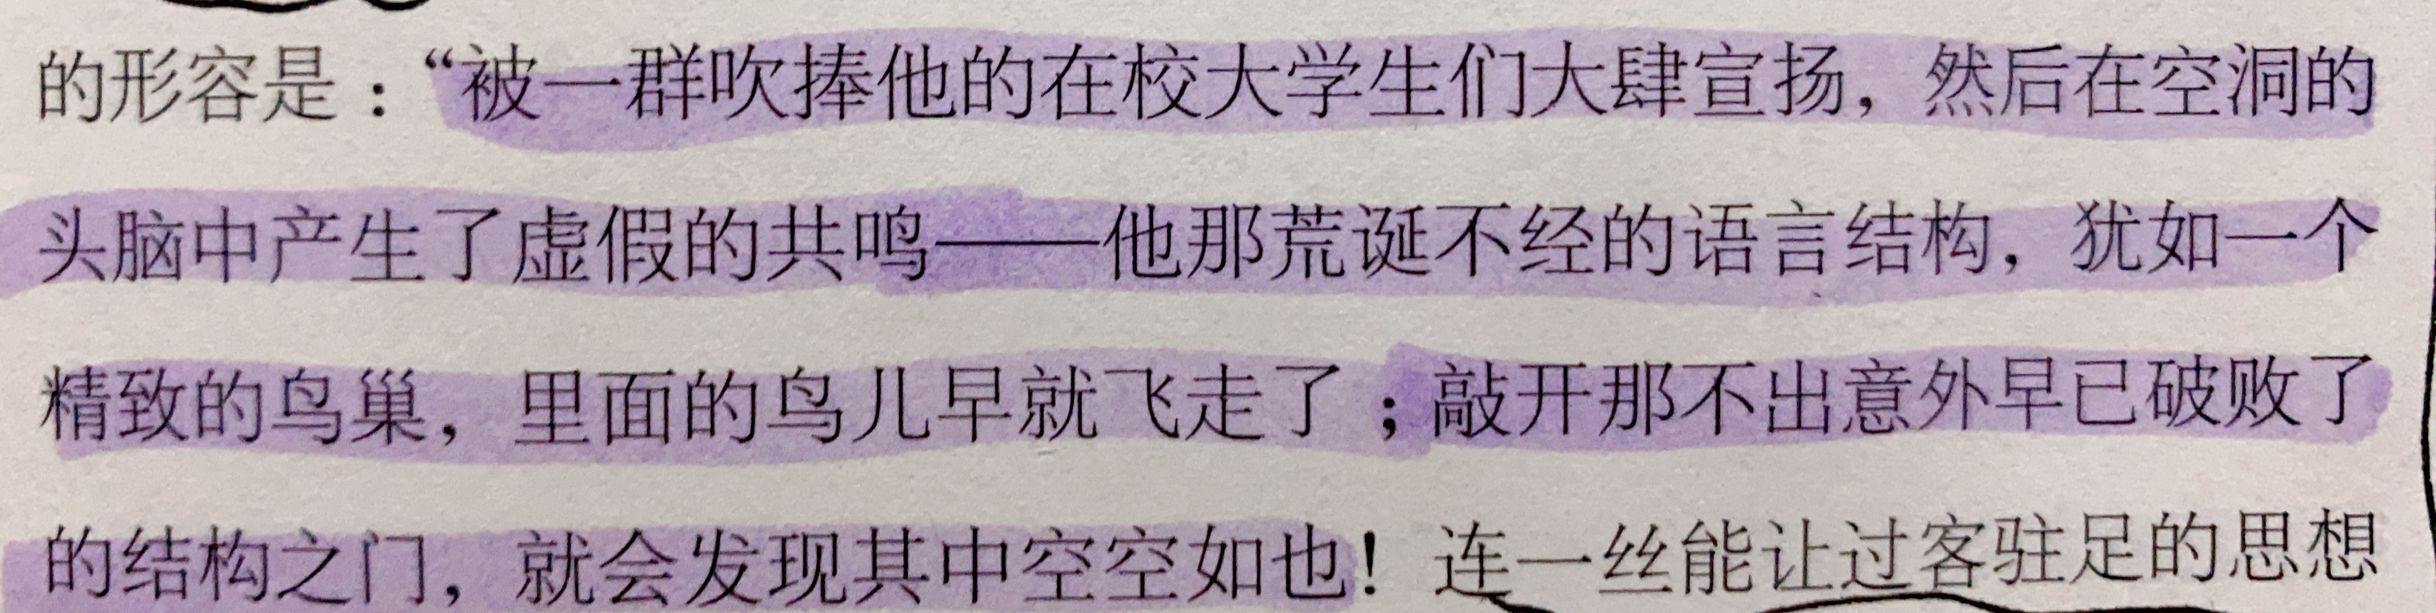 的形容是：“被一群吹捧他的在校大学生们大肆宣扬，然后在空洞的
头脑中产生了虚假的共鸣——他那荒诞不经的语言结构，犹如一个
精致的鸟巢，里面的鸟儿早就飞走了；敲开那不出意外早已破败了
的结构之门，就会发现其中空空如也！连一丝能让过客驻足的思想